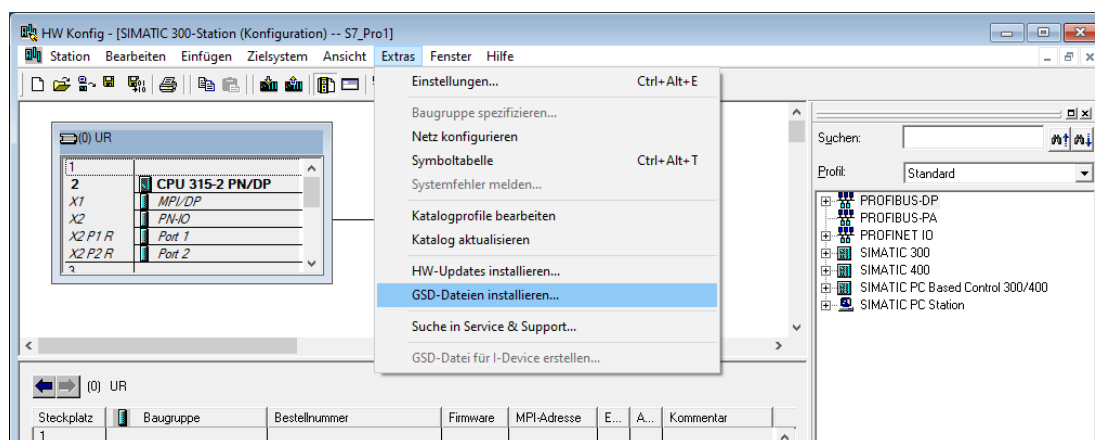 HW Konfig - [SIMATIC 300-Station (Konfiguration) -- S7_Pro1]
Station Bearbeiten Einfügen Zielsystem Ansicht Extras Fenster Hilfe
Einstellungen... Ctrl+Alt+E
Baugruppe spezifizieren...
Netz konfigurieren
Symboltabelle Ctrl+Alt+T
Systemfehler melden...
Katalogprofile bearbeiten
Katalog aktualisieren
HW-Updates installieren...
GSD-Dateien installieren...
Suche in Service & Support...
GSD-Datei für I-Device erstellen...
(0) UR
1
2 CPU 315-2 PN/DP
X1 MPI/DP
X2 PN-IO
X2 P1 R Port 1
X2 P2 R Port 2
3
Suchen:
Profil: Standard
PROFIBUS-DP
PROFIBUS-PA
PROFINET IO
SIMATIC 300
SIMATIC 400
SIMATIC PC Based Control 300/400
SIMATIC PC Station
(0) UR
Steckplatz Baugruppe Bestellnummer Firmware MPI-Adresse E... A... Kommentar
1